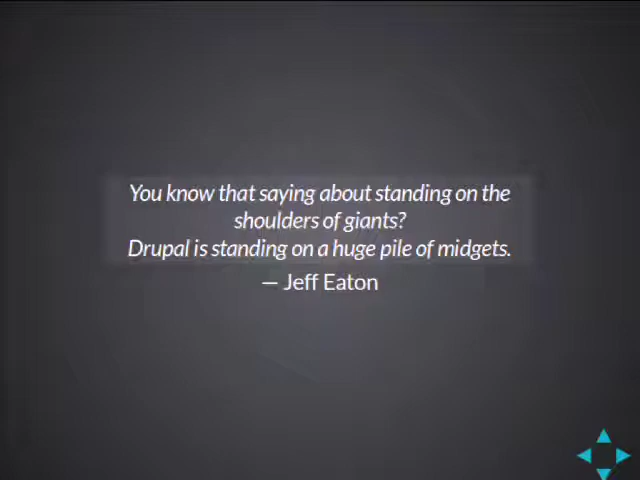 You know that saying about standing on the
shoulders of giants?
Drupal is standing on a huge pile of midgets.
— Jeff Eaton